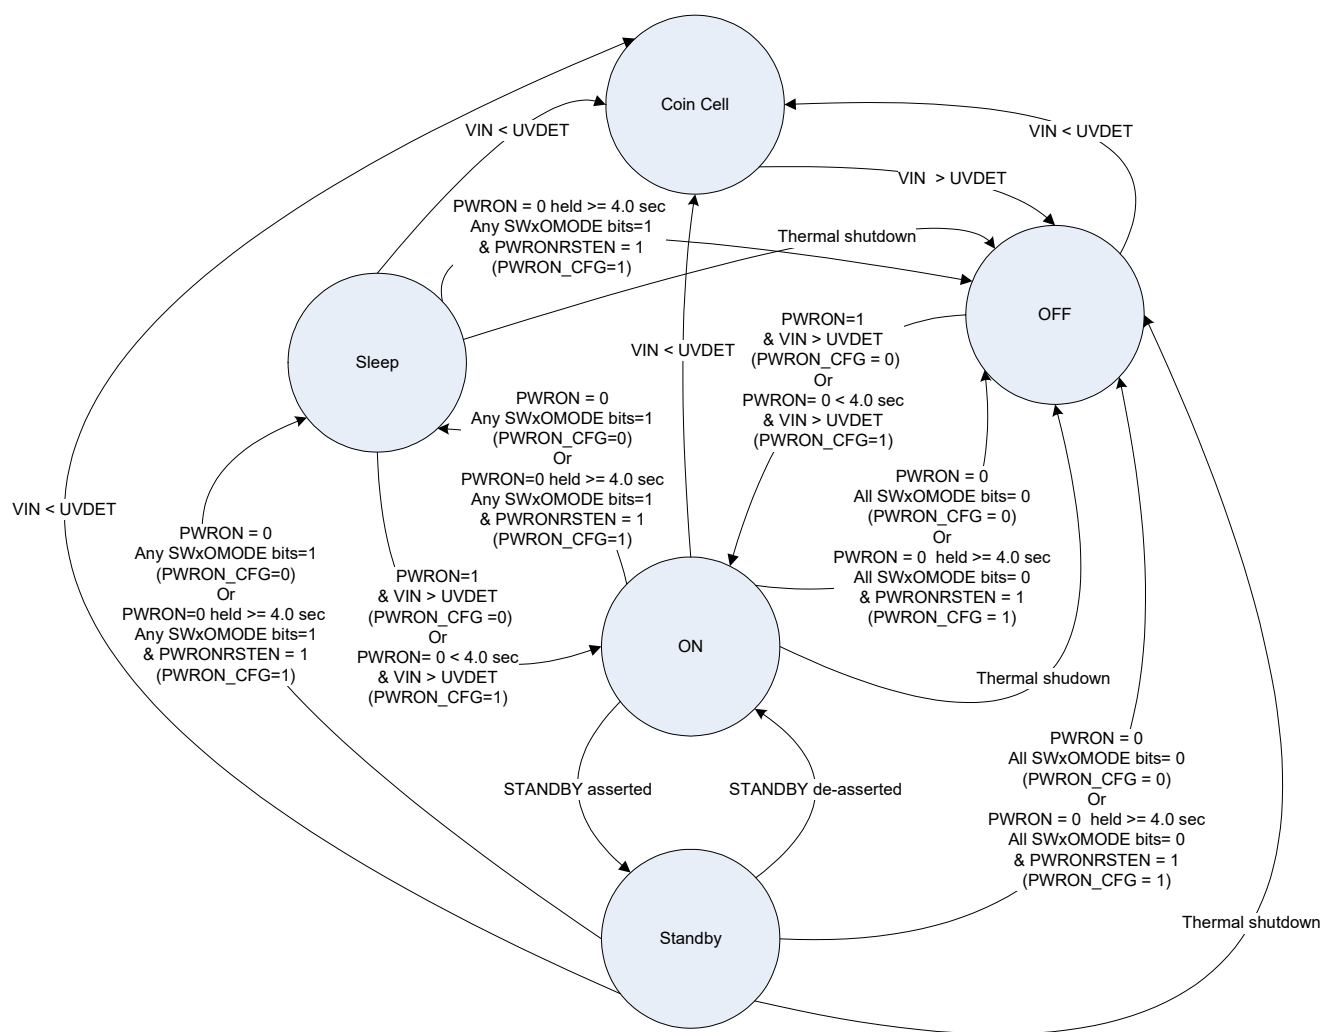 Coin Cell
VIN < UVDET
VIN < UVDET
VIN  > UVDET
PWRON = 0 held >= 4.0 sec
Any SWxOMODE bits=1
& PWRONRSTEN = 1
(PWRON_CFG=1)
Thermal shutdown
OFF
PWRON=1
& VIN > UVDET
(PWRON_CFG = 0)
Or
PWRON= 0 < 4.0 sec
& VIN > UVDET
(PWRON_CFG=1)
VIN < UVDET
Sleep
PWRON = 0
Any SWxOMODE bits=1
(PWRON_CFG=0)
Or
PWRON=0 held >= 4.0 sec
Any SWxOMODE bits=1
& PWRONRSTEN = 1
(PWRON_CFG=1)
PWRON = 0
All SWxOMODE bits= 0
(PWRON_CFG = 0)
Or
PWRON = 0  held >= 4.0 sec
All SWxOMODE bits= 0
& PWRONRSTEN = 1
(PWRON_CFG = 1)
VIN < UVDET
PWRON = 0
Any SWxOMODE bits=1
(PWRON_CFG=0)
Or
PWRON=0 held >= 4.0 sec
Any SWxOMODE bits=1
& PWRONRSTEN = 1
(PWRON_CFG=1)
PWRON=1
& VIN > UVDET
(PWRON_CFG =0)
Or
PWRON= 0 < 4.0 sec
& VIN > UVDET
(PWRON_CFG=1)
ON
Thermal shudown
STANDBY asserted
STANDBY de-asserted
PWRON = 0
All SWxOMODE bits= 0
(PWRON_CFG = 0)
Or
PWRON = 0  held >= 4.0 sec
All SWxOMODE bits= 0
& PWRONRSTEN = 1
(PWRON_CFG = 1)
Thermal shutdown
Standby